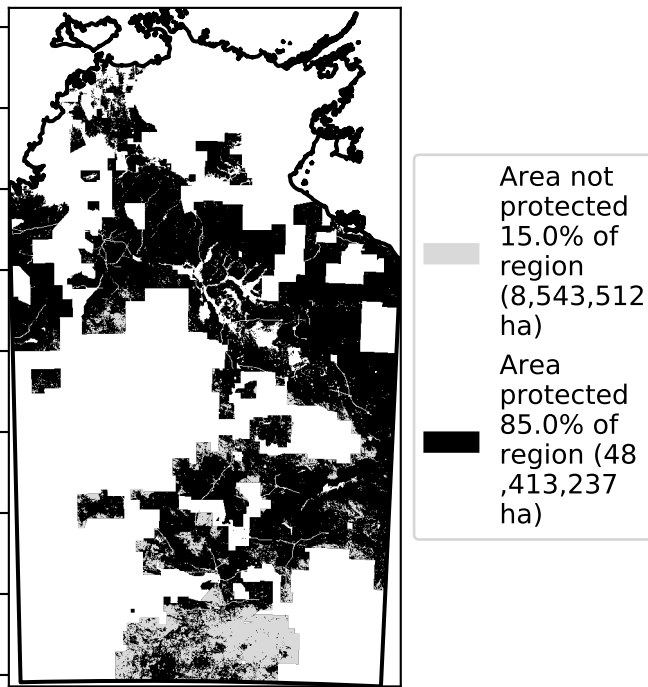 Area not
protected
15.0% of
region
(8,543,512
ha)
Area
protected
85.0% of
region (48
,413,237
ha)